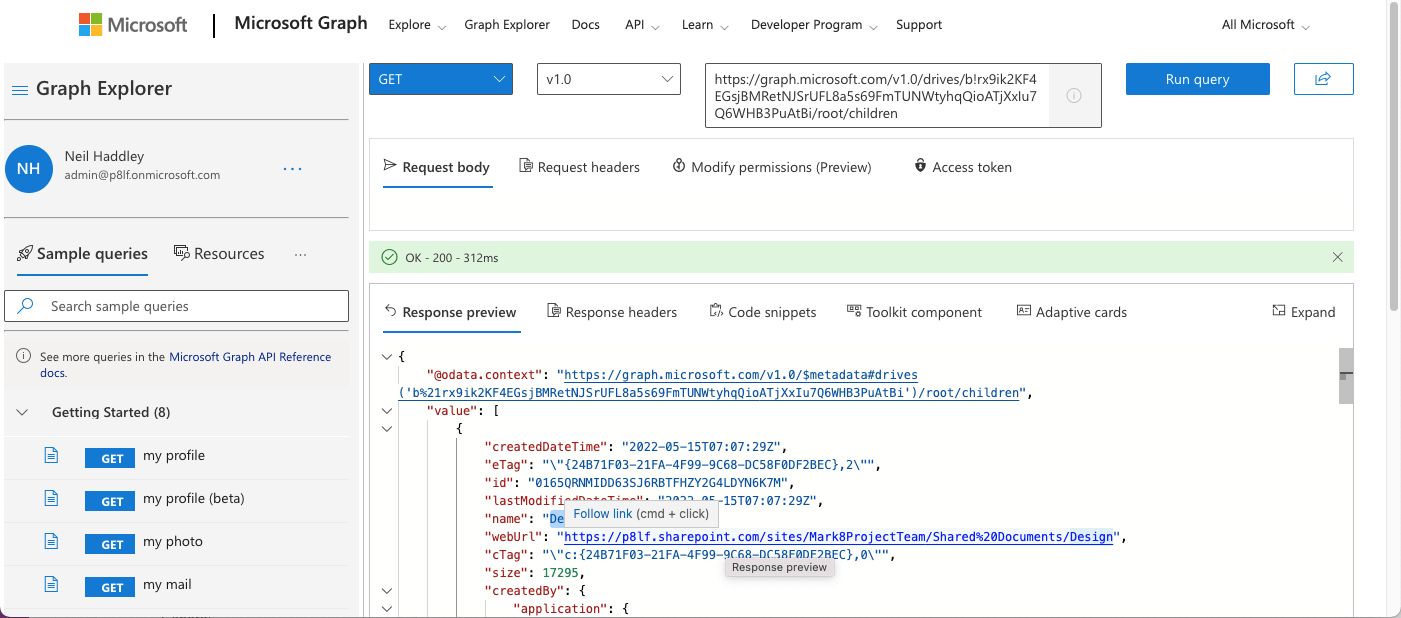 Microsoft
Microsoft Graph
Explore
Graph Explorer
Docs
API
Learn
Developer Program
Support
All Microsoft
Graph Explorer
NH
Neil Haddley
admin@p8lf.onmicrosoft.com
Sample queries
Resources
Search sample queries
See more queries in the Microsoft Graph API Reference
docs.
Getting Started (8)
GET my profile
GET my profile (beta)
GET my photo
GET my mail
GET
v1.0
https://graph.microsoft.com/v1.0/drives/b!rx9ik2KF4
EGsjBMRetNJSrUFL8a5s69FmTUNWtyhqQioATjXxIu7
Q6WHB3PuAtBi/root/children
Run query
Request body
Request headers
Modify permissions (Preview)
Access token
OK - 200 - 312ms
Response preview
Response headers
Code snippets
Toolkit component
Adaptive cards
Expand
{
"@odata.context": "https://graph.microsoft.com/v1.0/$metadata#drives
('b%21rx9ik2KF4EGsjBMRetNJSrUFL8a5s69FmTUNWtyhqQioATjXxIu7Q6WHB3PuAtBi')/root/children",
"value": [
{
"createdDateTime": "2022-05-15T07:07:29Z",
"eTag": "\"{24B71F03-21FA-4F99-9C68-DC58F0DF2BEC},2\"",
"id": "0165QRNMIDD63SJ6RBTFHZY2G4LDYN6K7M",
"lastModifiedDateTime": "2022-05-15T07:07:29Z",
"name": "De
Follow link (cmd + click)
"webUrl": "https://p8lf.sharepoint.com/sites/Mark8ProjectTeam/Shared%20Documents/Design",
"cTag": "\"c:{24B71F03-21FA-4F99-9C68-DC58F0DF2BEC},0\"",
Response preview
"size": 17295,
"createdBy": {
"application": {